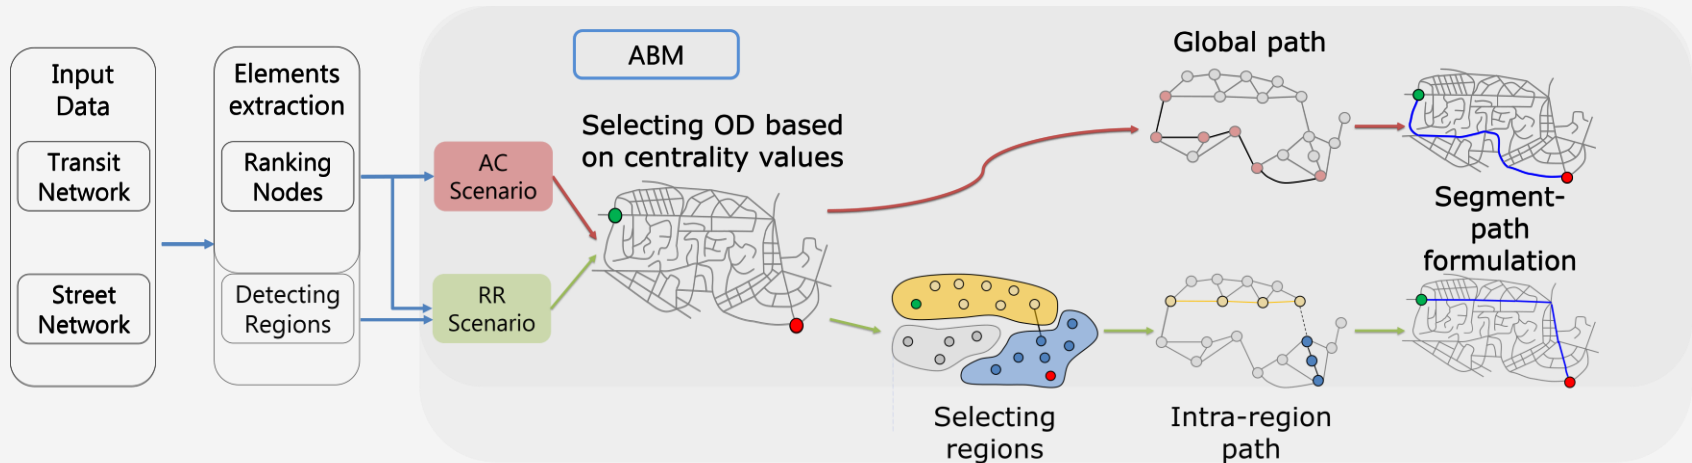 Input
Data
Transit
Network
Street
Network
Elements
extraction
Ranking
Nodes
Detecting
Regions
ABM
AC
Scenario
RR
Scenario
Selecting OD based
on centrality values
Global path
Selecting
regions
Intra-region
path
Segment-
path
formulation